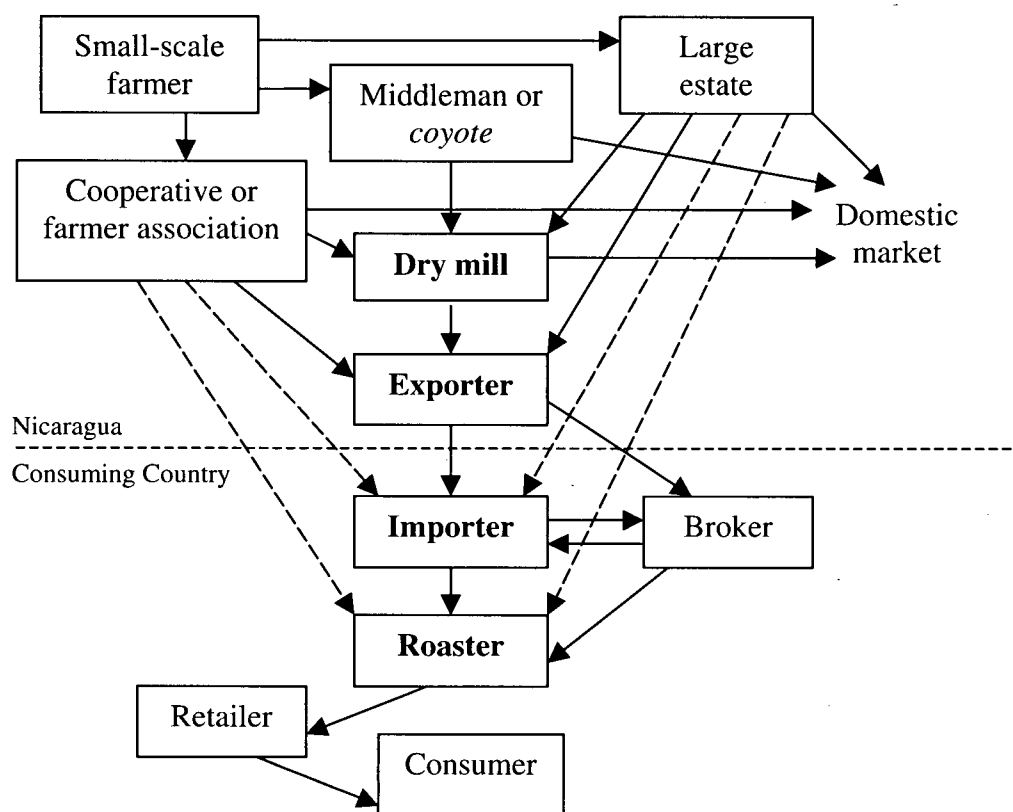 Small-scale
farmer
Large
estate
Middleman or
coyote
Cooperative or
farmer association
Domestic
market
Dry mill
Exporter
Nicaragua
Consuming Country
Importer
Broker
Roaster
Retailer
Consumer